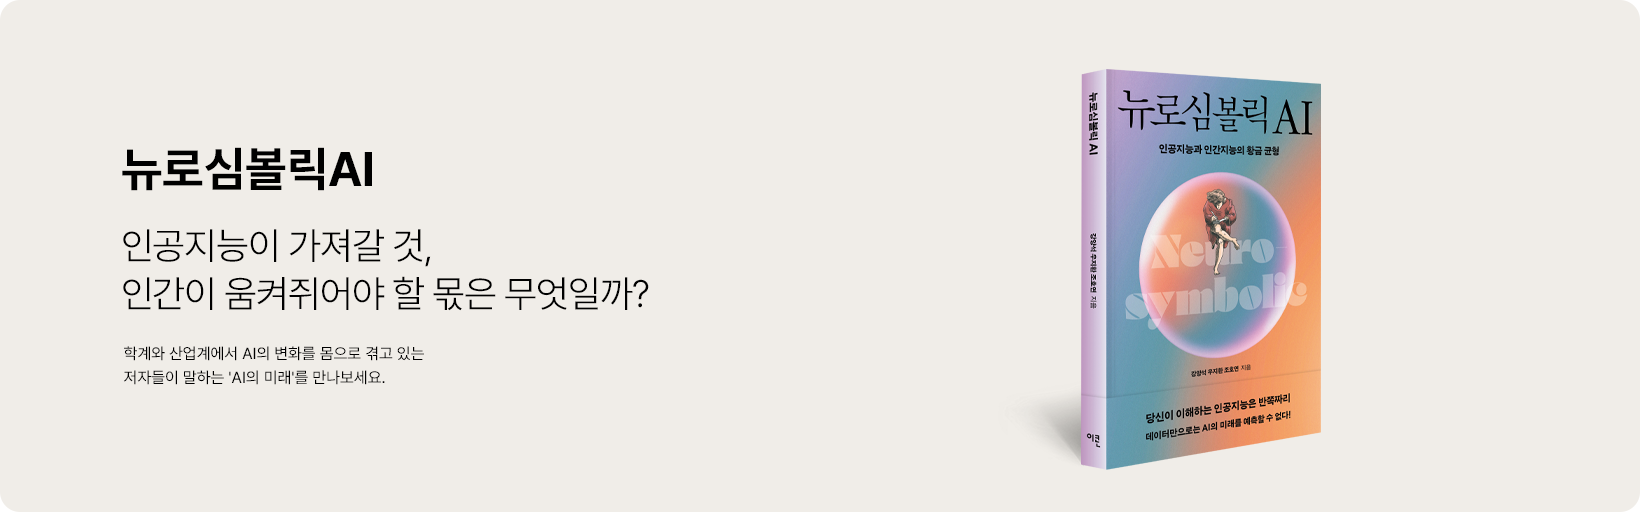 뉴로심볼릭AI
인공지능이 가져갈 것,
인간이 움켜쥐어야 할 몫은 무엇일까?
학계와 산업계에서 AI의 변화를 몸으로 겪고 있는
저자들이 말하는 'AI의 미래'를 만나보세요.
뉴로심볼릭 AI
강양석 우지환 조호연 지음
이콘
뉴로심볼릭 AI
인공지능과 인간지능의 황금 균형
Neuro-
symbolic
강양석 우지환 조호연 지음
당신이 이해하는 인공지능은 반쪽짜리
데이터만으로는 AI의 미래를 예측할 수 없다!